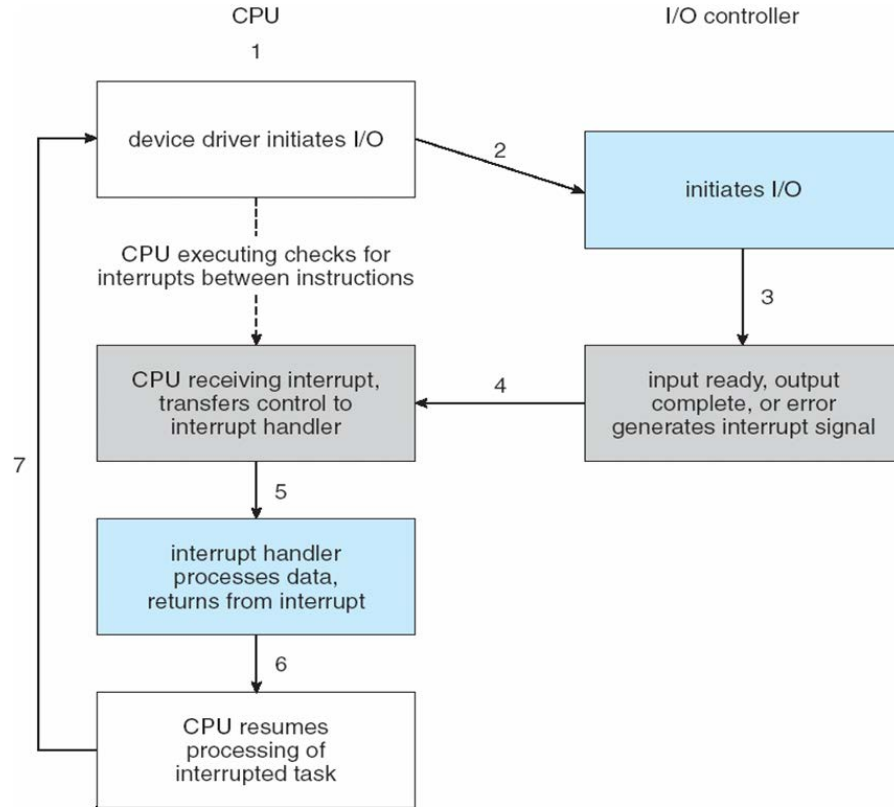 CPU
I/O controller
1
device driver initiates I/O
2
initiates I/O
CPU executing checks for
interrupts between instructions
3
CPU receiving interrupt,
transfers control to
interrupt handler
4
input ready, output
complete, or error
generates interrupt signal
7
5
interrupt handler
processes data,
returns from interrupt
6
CPU resumes
processing of
interrupted task